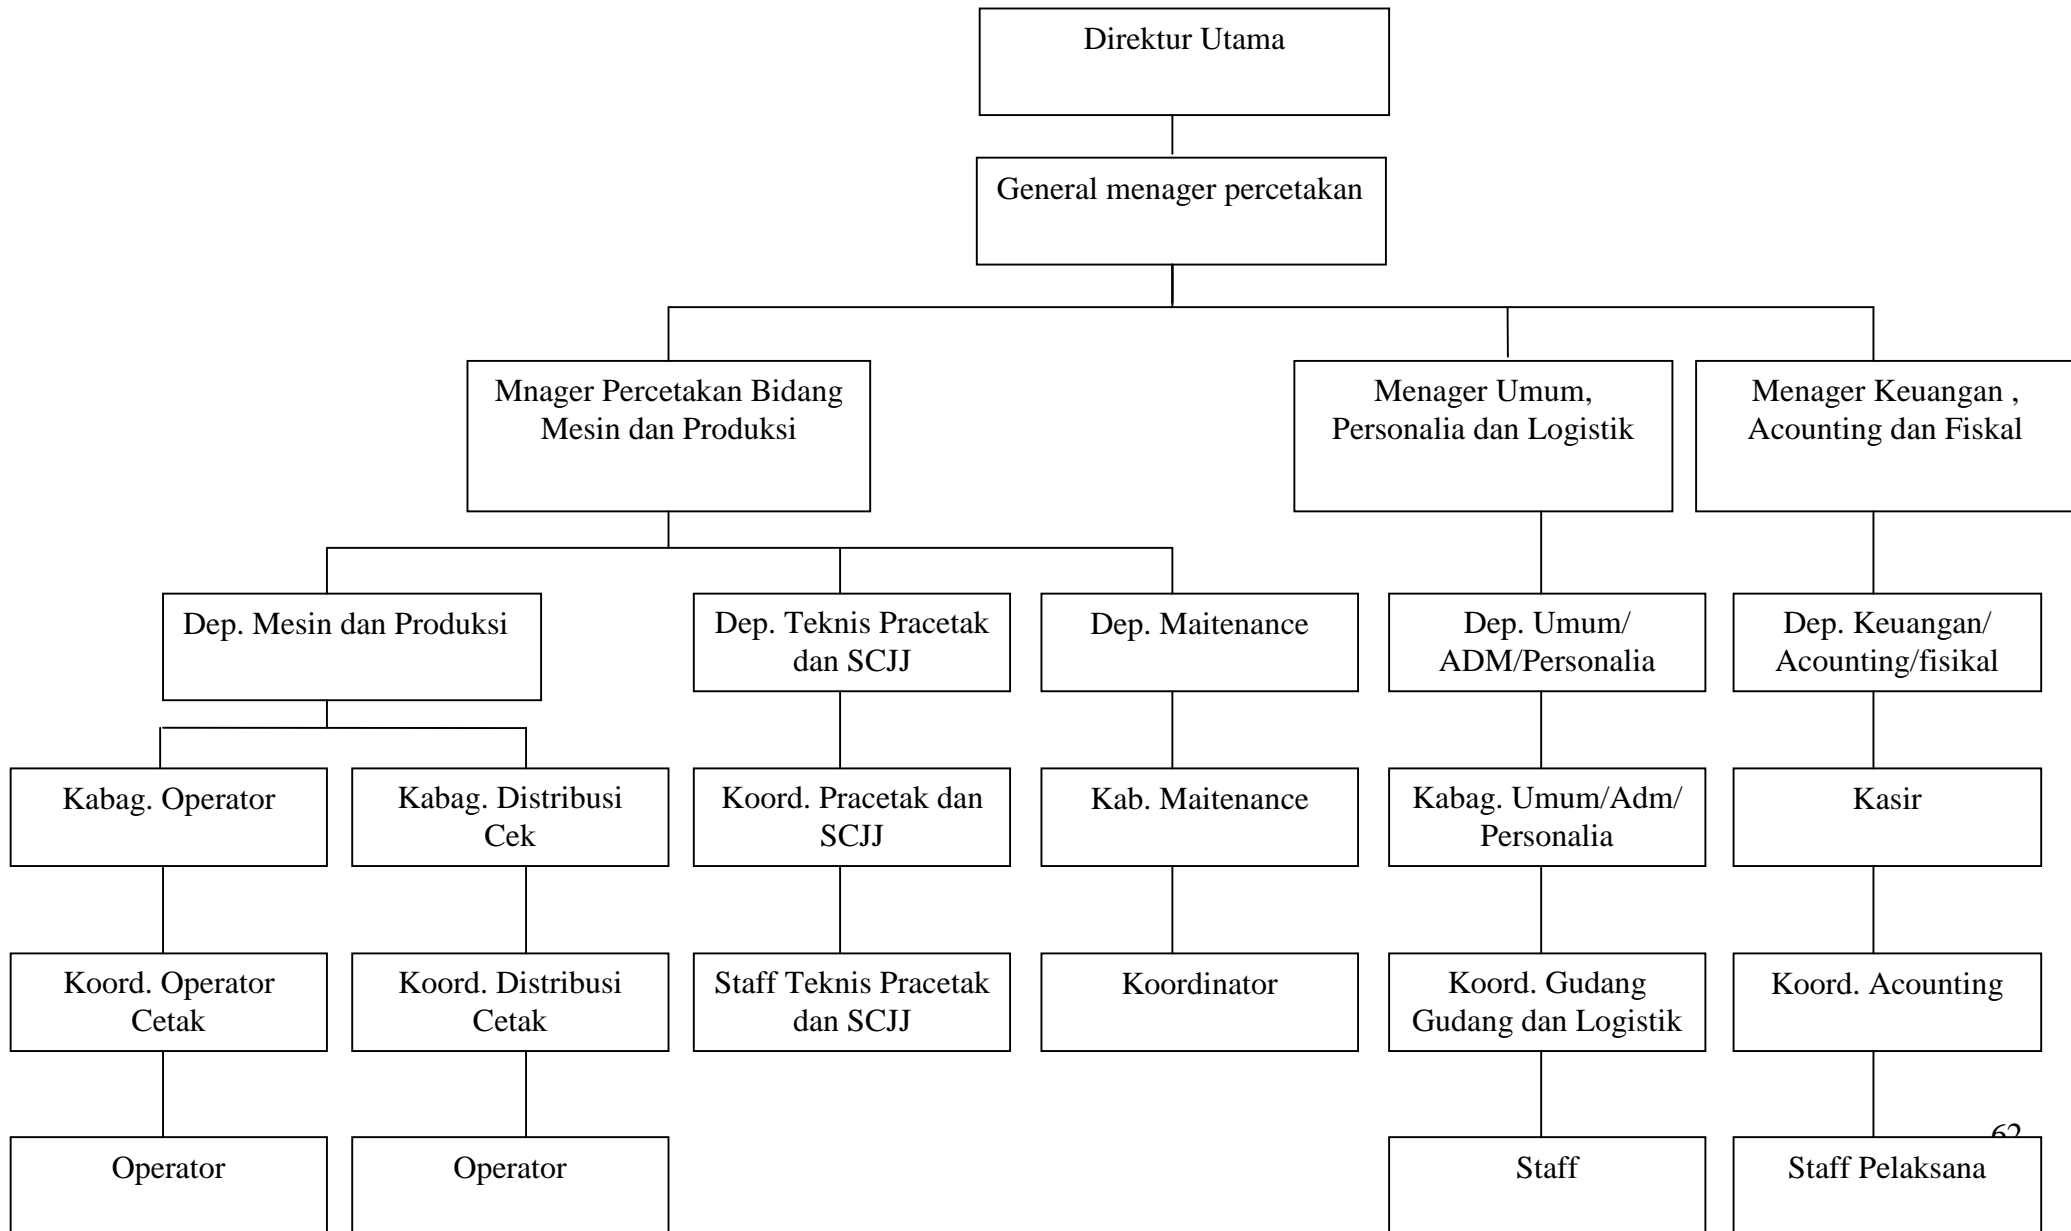 Direktur Utama
General menager percetakan
Mnager Percetakan Bidang
Mesin dan Produksi
Menager Umum,
Personalia dan Logistik
Menager Keuangan ,
Acounting dan Fiskal
Dep. Mesin dan Produksi
Dep. Teknis Pracetak
dan SCJJ
Dep. Maitenance
Dep. Umum/
ADM/Personalia
Dep. Keuangan/
Acounting/fisikal
Kabag. Operator
Kabag. Distribusi
Cek
Koord. Pracetak dan
SCJJ
Kab. Maitenance
Kabag. Umum/Adm/
Personalia
Kasir
Koord. Operator
Cetak
Koord. Distribusi
Cetak
Staff Teknis Pracetak
dan SCJJ
Koordinator
Koord. Gudang
Gudang dan Logistik
Koord. Acounting
62
Operator
Operator
Staff
Staff Pelaksana